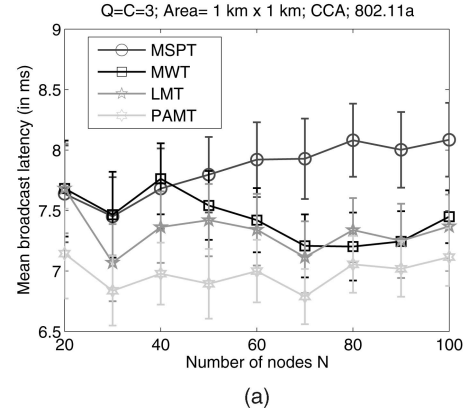 Q=C=3; Area= 1 km x 1 km; CCA; 802.11a
9
8.5
8
7.5
7
6.5
Mean broadcast latency (in ms)
MSPT
MWT
LMT
PAMT
20
40
60
80
100
Number of nodes N
(a)